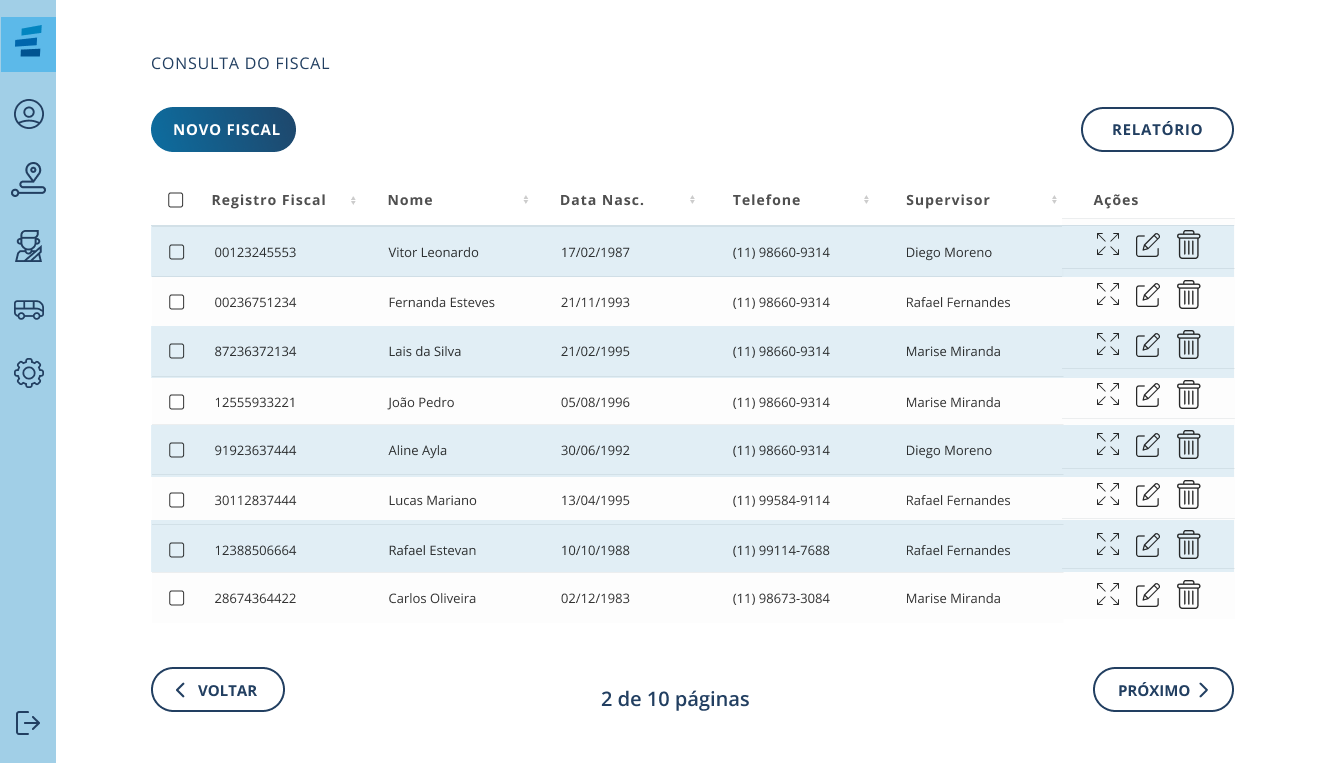 CONSULTA DO FISCAL
NOVO FISCAL
RELATÓRIO
Registro Fiscal Nome Data Nasc. Telefone Supervisor Ações
00123245553 Vitor Leonardo 17/02/1987 (11) 98660-9314 Diego Moreno
00236751234 Fernanda Esteves 21/11/1993 (11) 98660-9314 Rafael Fernandes
87236372134 Lais da Silva 21/02/1995 (11) 98660-9314 Marise Miranda
12555933221 João Pedro 05/08/1996 (11) 98660-9314 Marise Miranda
91923637444 Aline Ayla 30/06/1992 (11) 98660-9314 Diego Moreno
30112837444 Lucas Mariano 13/04/1995 (11) 99584-9114 Rafael Fernandes
12388506664 Rafael Estevan 10/10/1988 (11) 99114-7688 Rafael Fernandes
28674364422 Carlos Oliveira 02/12/1983 (11) 98673-3084 Marise Miranda
VOLTAR
2 de 10 páginas
PRÓXIMO